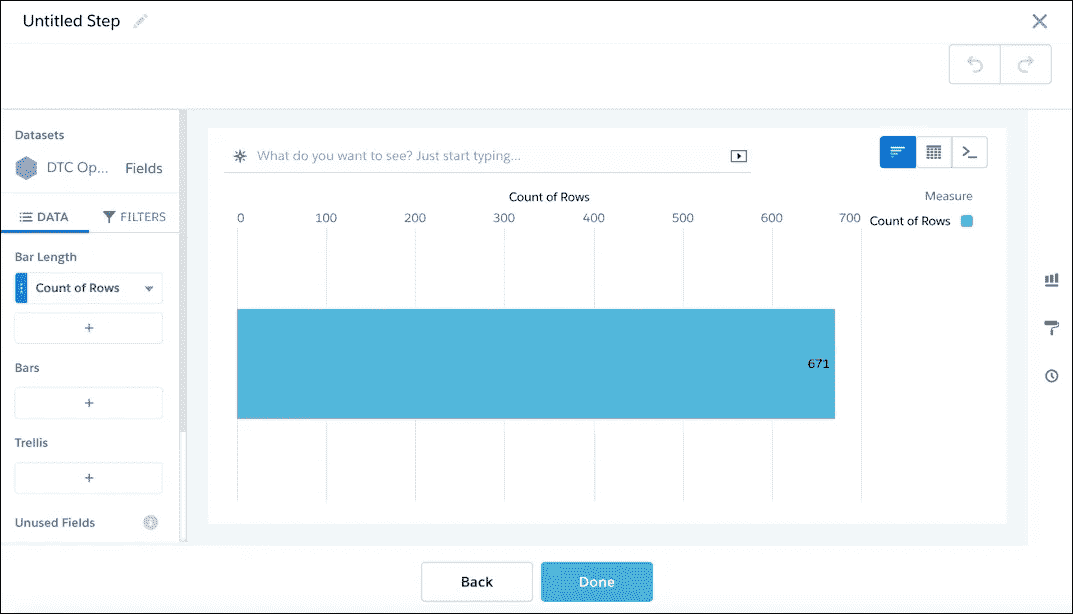 Untitled Step
Datasets
DTC Op... Fields
DATA FILTERS
Bar Length
Count of Rows
+
Bars
+
Trellis
+
Unused Fields
What do you want to see? Just start typing...
Count of Rows
0 100 200 300 400 500 600 700
671
Measure
Count of Rows
Back Done